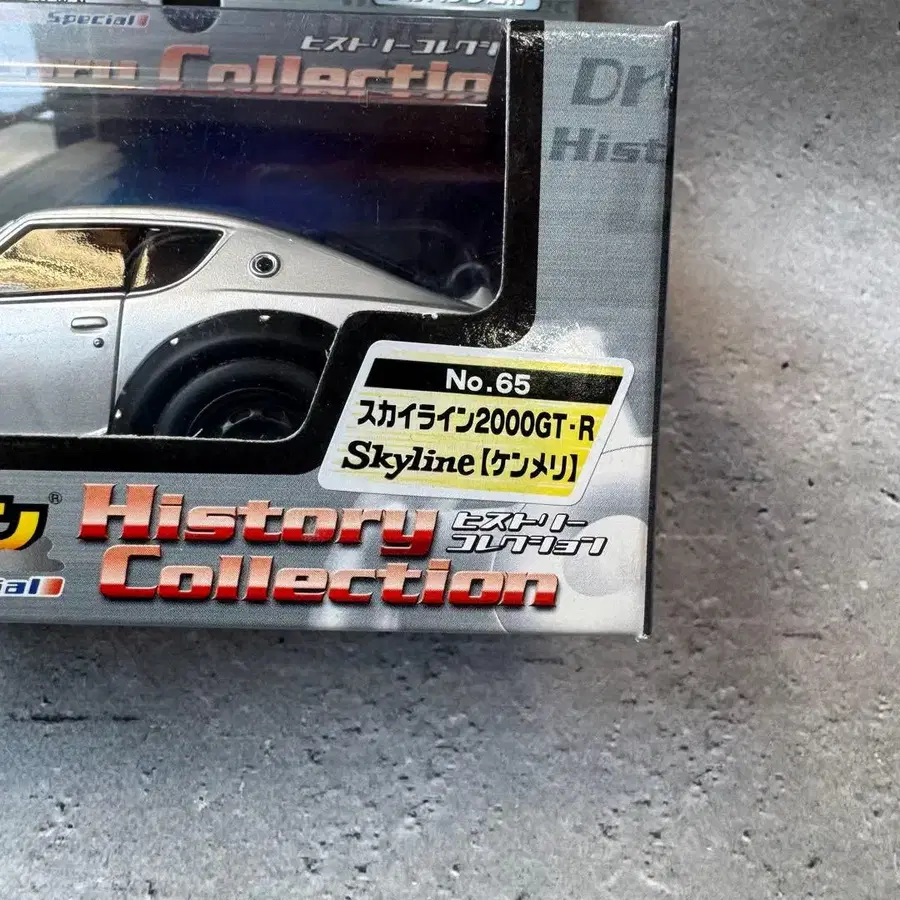 Special
ヒストリーコレクシ
ory Collectio
Dr
Hist
No.65
スカイライン2000GT・R
Skyline【ケンメリ】
ン®
ial
History
Collection
ヒストリー
コレクション